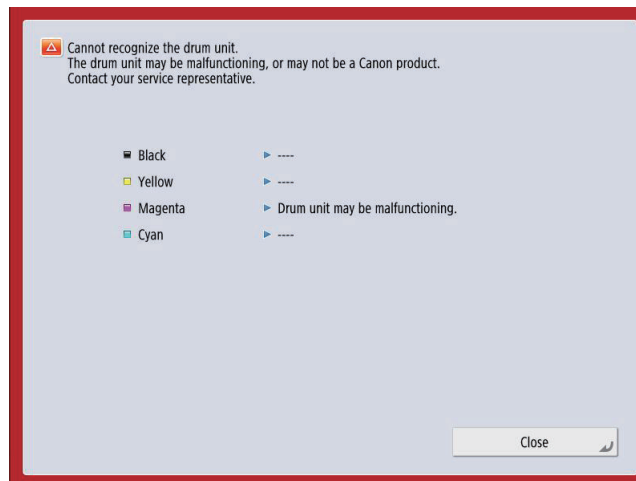 Cannot recognize the drum unit.
The drum unit may be malfunctioning, or may not be a Canon product.
Contact your service representative.
Black ----
Yellow ----
Magenta Drum unit may be malfunctioning.
Cyan ----
Close